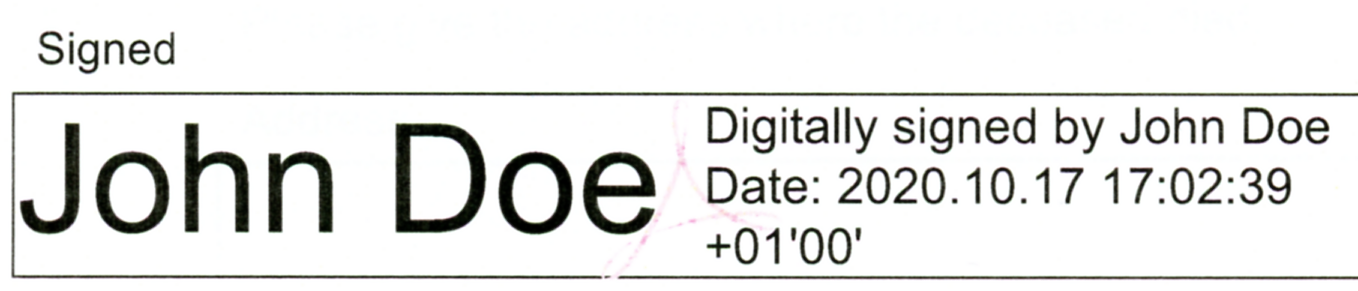 Signed
John Doe
Digitally signed by John Doe
Date: 2020.10.17 17:02:39
+01'00'